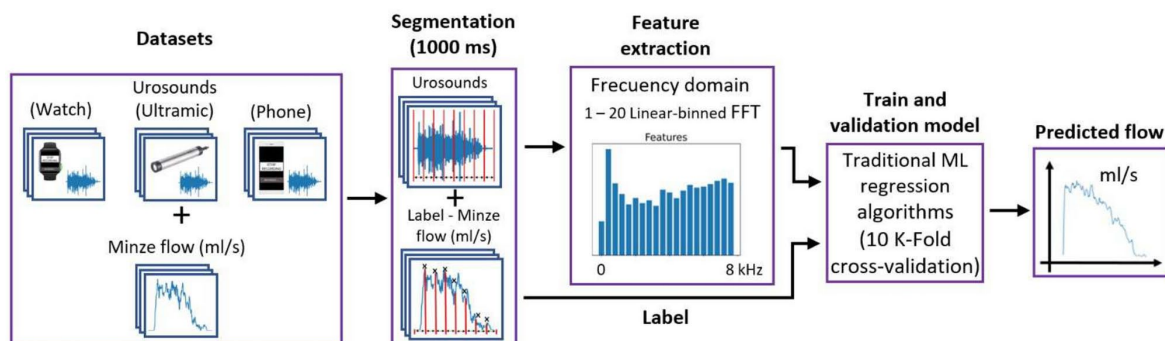 Datasets
Urosounds
(Watch)
(Ultramic)
(Phone)
+
Minze flow (ml/s)
Segmentation
(1000 ms)
Urosounds
+
Label - Minze
flow (ml/s)
Feature
extraction
Frecuency domain
1 – 20 Linear-binned FFT
Features
0
8 kHz
Label
Train and
validation model
Traditional ML
regression
algorithms
(10 K-Fold
cross-validation)
Predicted flow
ml/s